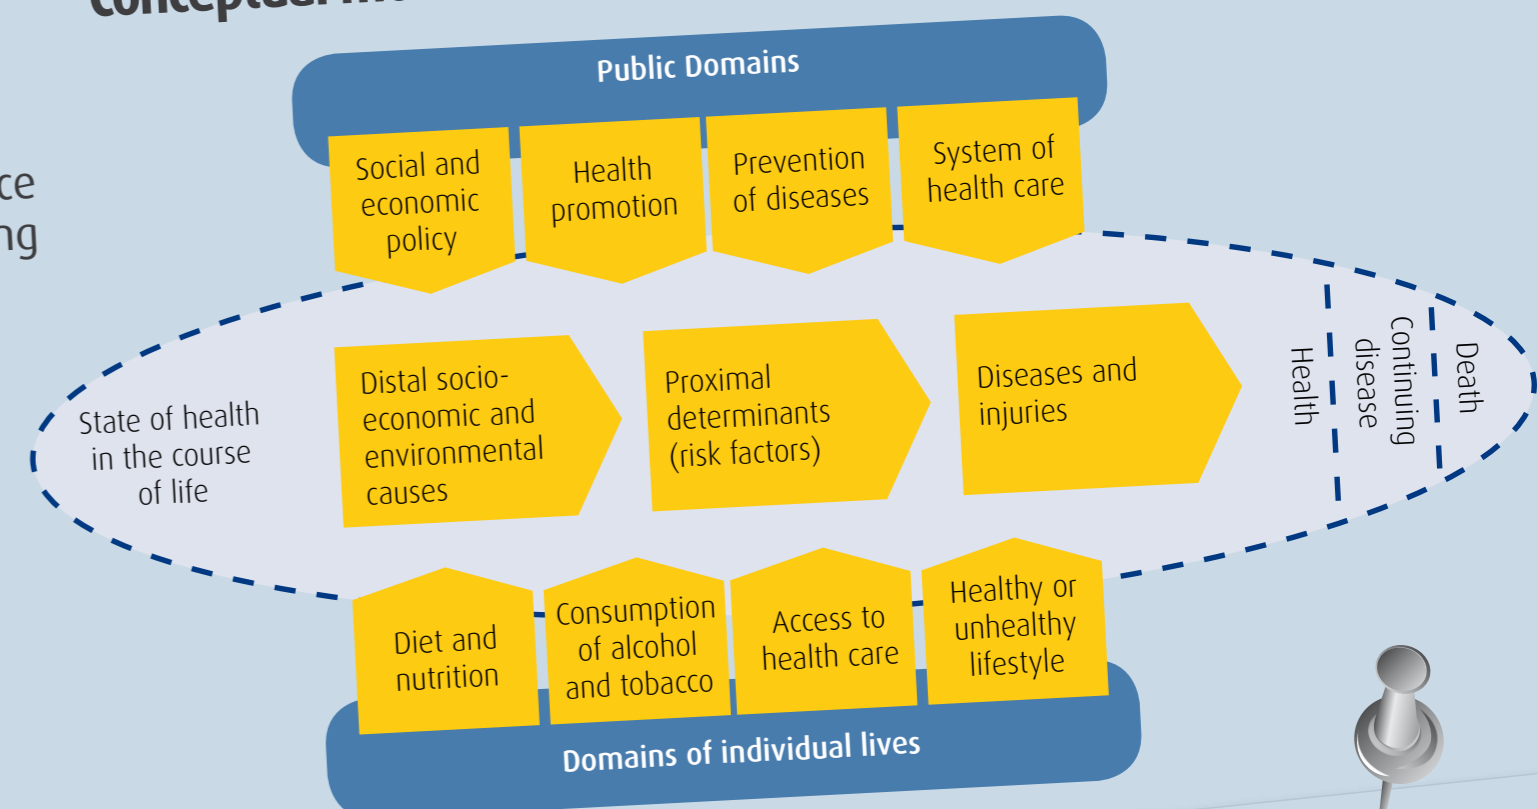 Public Domains
Social and
economic
policy
Health
promotion
Prevention
of diseases
System of
health care
State of health
in the course
of life
Distal socio-
economic and
environmental
causes
Proximal
determinants
(risk factors)
Diseases and
injuries
Health
Continuing
disease
Death
Diet and
nutrition
Consumption
of alcohol
and tobacco
Access to
health care
Healthy or
unhealthy
lifestyle
Domains of individual lives